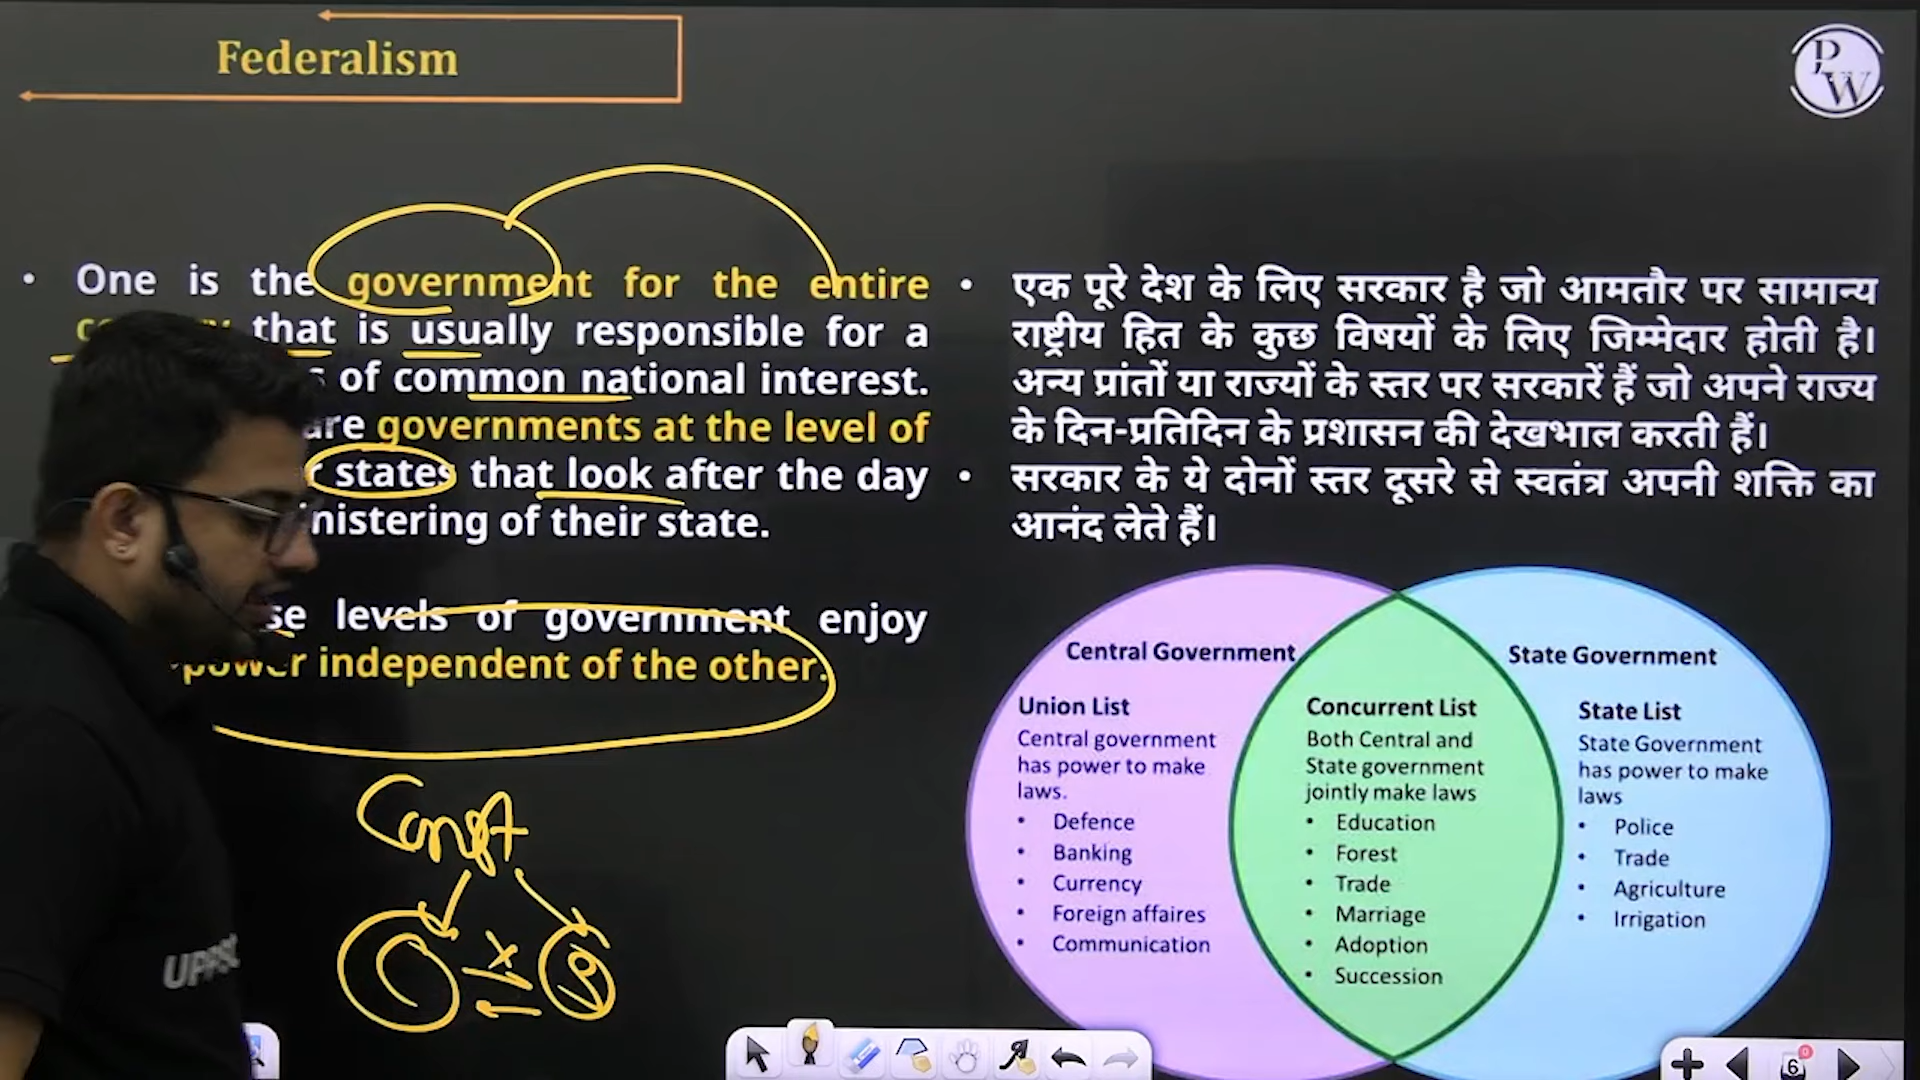 Federalism
PW
• One is the government for the entire
that is usually responsible for a
of common national interest.
are governments at the level of
states that look after the day
of their state.
levels of government enjoy
power independent of the other.
Const
C X S
• एक पूरे देश के लिए सरकार है जो आमतौर पर सामान्य
राष्ट्रीय हित के कुछ विषयों के लिए जिम्मेदार होती है।
अन्य प्रांतों या राज्यों के स्तर पर सरकारें हैं जो अपने राज्य
के दिन-प्रतिदिन के प्रशासन की देखभाल करती हैं।
• सरकार के ये दोनों स्तर दूसरे से स्वतंत्र अपनी शक्ति का
आनंद लेते हैं।
Central Government
Union List
Central government
has power to make
laws.
• Defence
• Banking
• Currency
• Foreign affaires
• Communication
Concurrent List
Both Central and
State government
jointly make laws
• Education
• Forest
• Trade
• Marriage
• Adoption
• Succession
State Government
State List
State Government
has power to make
laws
• Police
• Trade
• Agriculture
• Irrigation
6
0